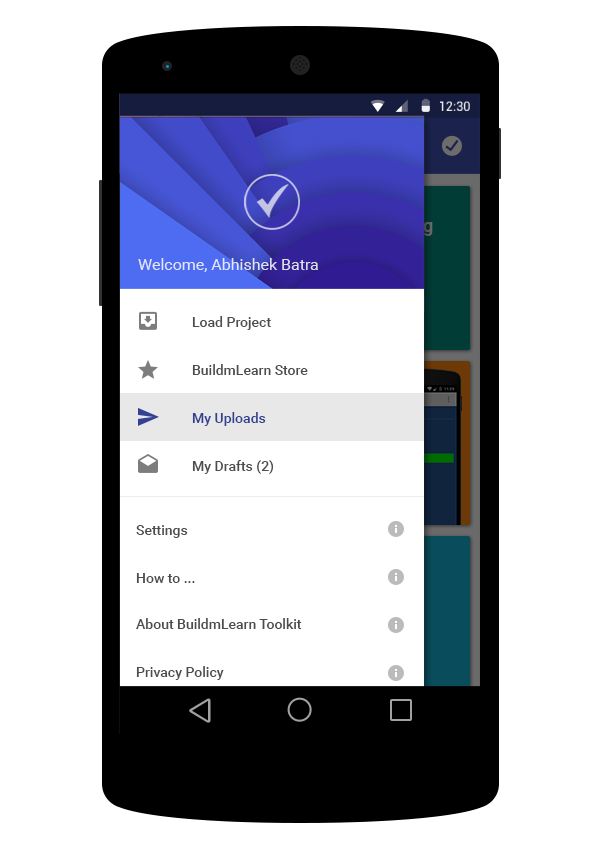 12:30
g
Welcome, Abhishek Batra
Load Project
BuildmLearn Store
My Uploads
My Drafts (2)
Settings
How to ...
About BuildmLearn Toolkit
Privacy Policy